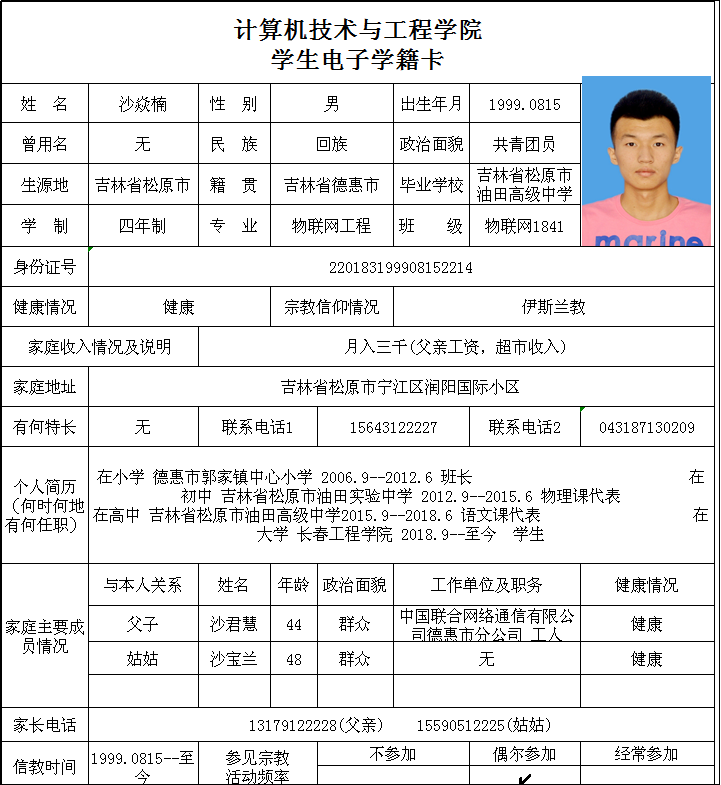 计算机技术与工程学院
学生电子学籍卡
姓 名 沙焱楠 性 别 男 出生年月 1999.0815
曾用名 无 民 族 回族 政治面貌 共青团员
生源地 吉林省松原市 籍 贯 吉林省德惠市 毕业学校 吉林省松原市
油田高级中学
学 制 四年制 专 业 物联网工程 班 级 物联网1841
marine
身份证号 220183199908152214
健康情况 健康 宗教信仰情况 伊斯兰教
家庭收入情况及说明 月入三千(父亲工资，超市收入)
家庭地址 吉林省松原市宁江区润阳国际小区
有何特长 无 联系电话1 15643122227 联系电话2 043187130209
个人简历
（何时何地
有何任职）
在小学 德惠市郭家镇中心小学 2006.9--2012.6 班长 在
初中 吉林省松原市油田实验中学 2012.9--2015.6 物理课代表
在高中 吉林省松原市油田高级中学2015.9--2018.6 语文课代表 在
大学 长春工程学院 2018.9--至今 学生
家庭主要成
员情况
与本人关系 姓名 年龄 政治面貌 工作单位及职务 健康情况
父子 沙君慧 44 群众 中国联合网络通信有限公
司德惠市分公司 工人 健康
姑姑 沙宝兰 48 群众 无 健康
家长电话 13179122228(父亲) 15590512225(姑姑)
信教时间 1999.0815--至
今
参见宗教
活动频率
不参加 偶尔参加 经常参加
✓